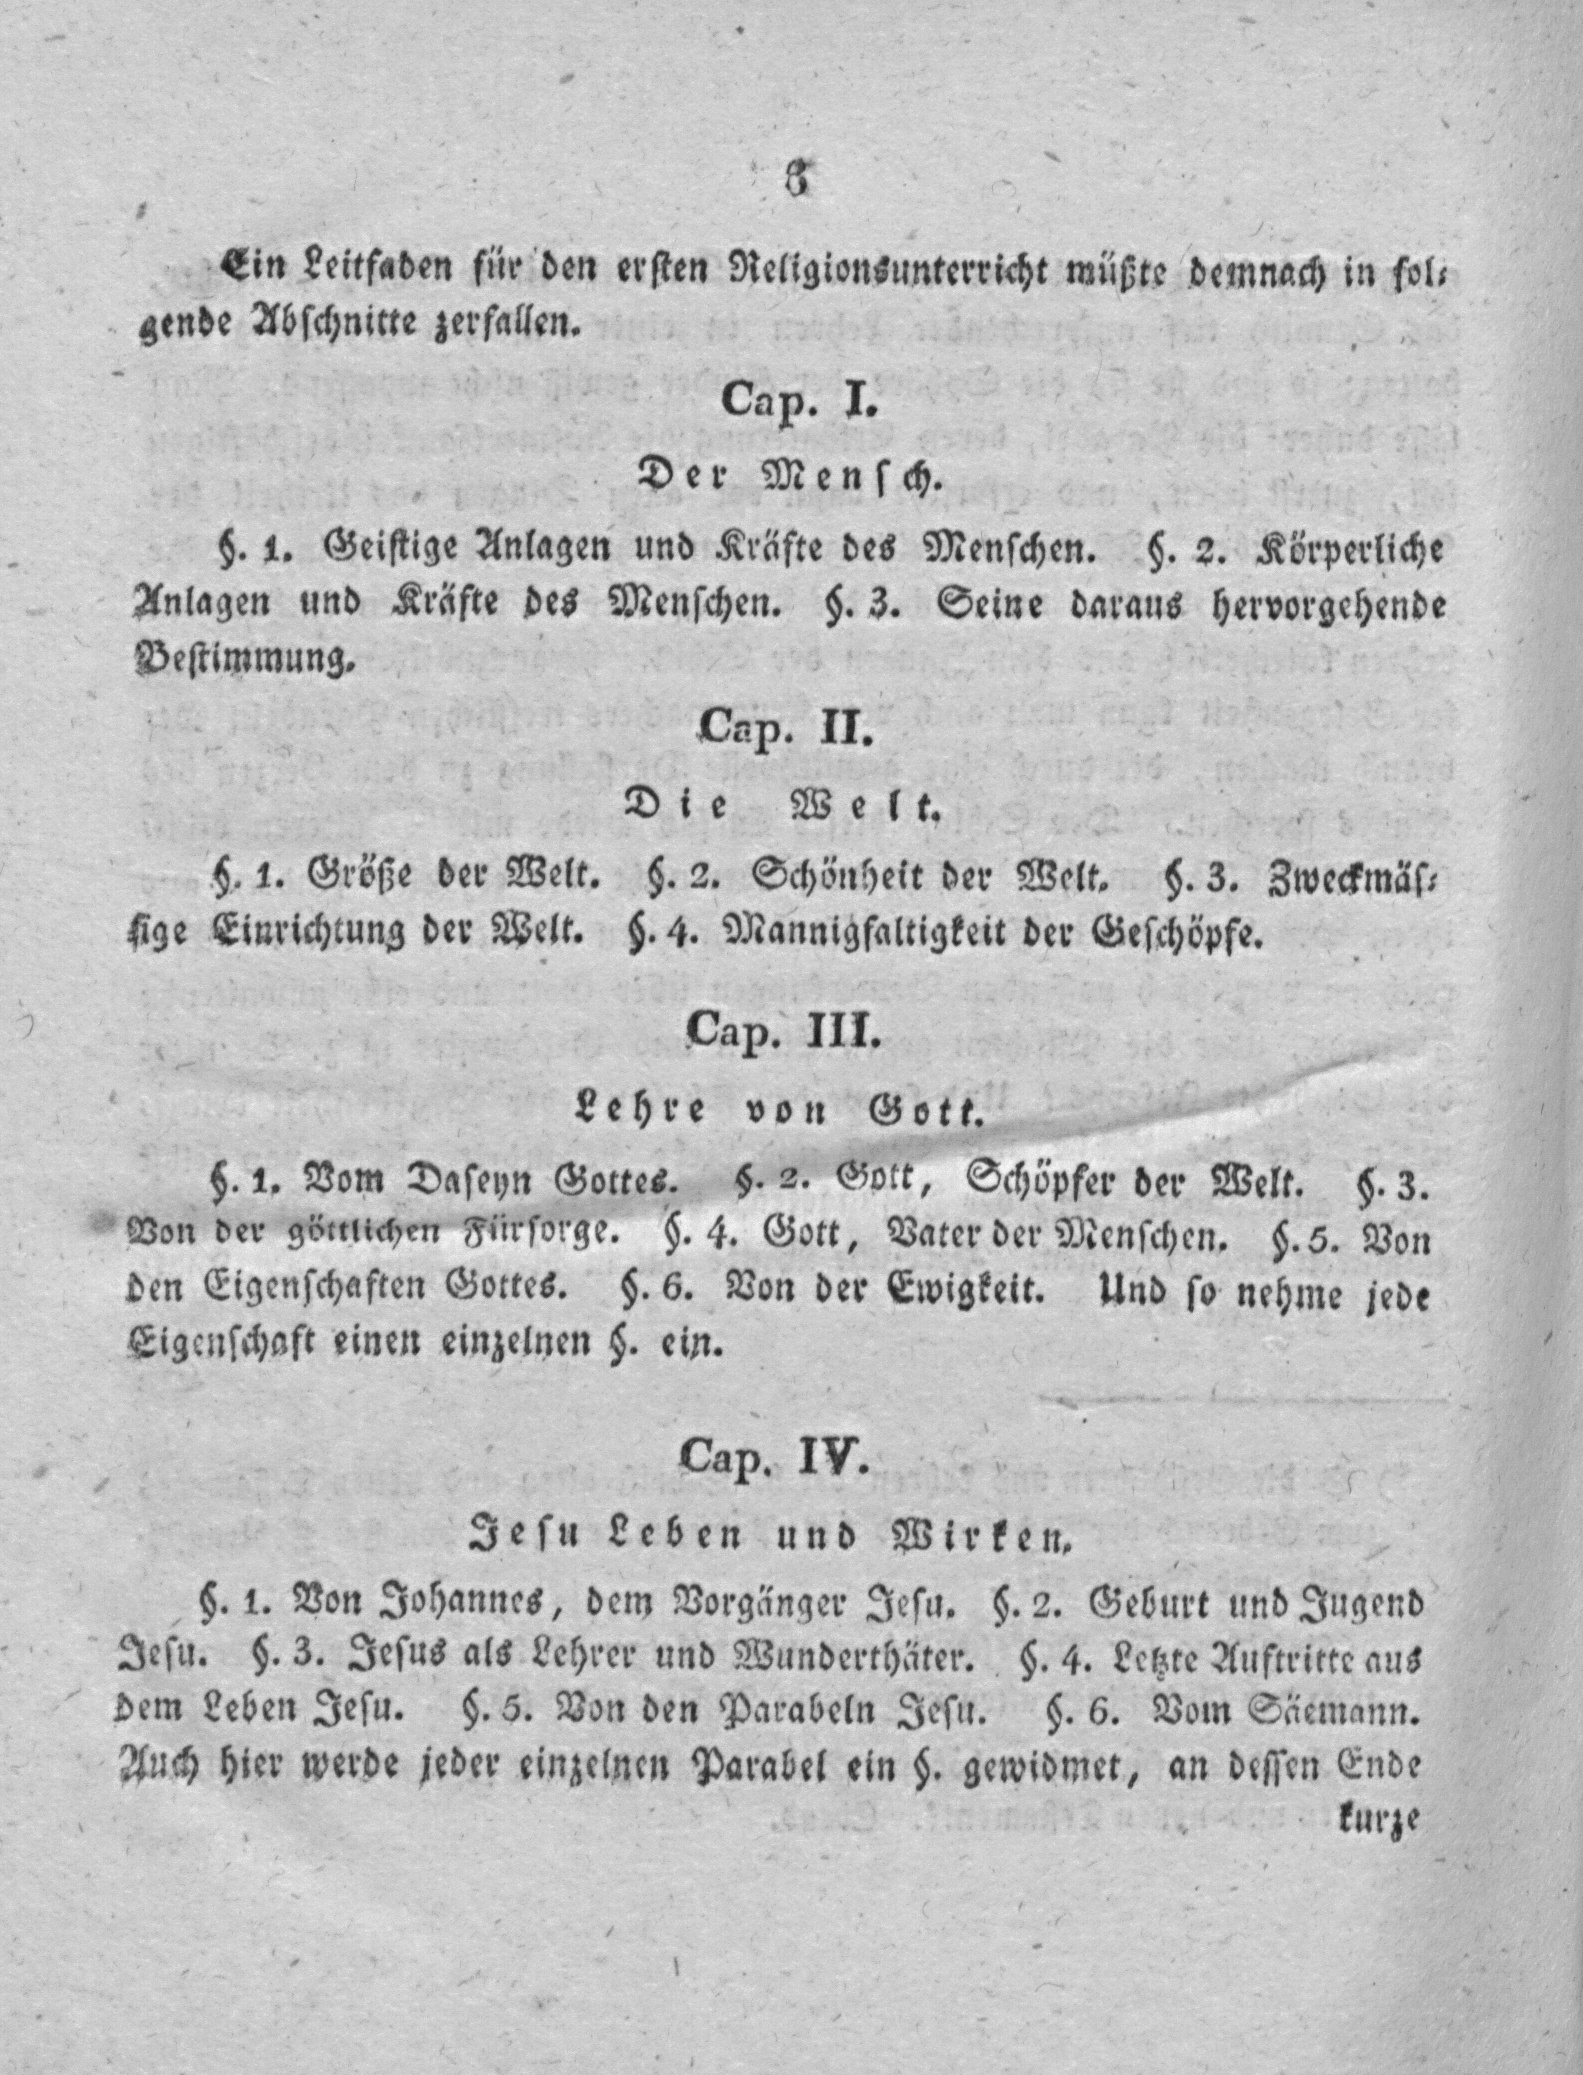 6
Ein Leitfaden für den ersten Religionsunterricht müßte demnach in fol-
gende Abschnitte zerfallen.
Cap. I.
Der Mensch.
§. 1. Geistige Anlagen und Kräfte des Menschen. §. 2. Körperliche
Anlagen und Kräfte des Menschen. §. 3. Seine daraus hervorgehende
Bestimmung.
Cap. II.
Die Welt.
§. 1. Größe der Welt. §. 2. Schönheit der Welt. §. 3. Zweckmäs-
sige Einrichtung der Welt. §. 4. Mannigfaltigkeit der Geschöpfe.
Cap. III.
Lehre von Gott.
§. 1. Vom Daseyn Gottes. §. 2. Gott, Schöpfer der Welt. §. 3.
Von der göttlichen Fürsorge. §. 4. Gott, Vater der Menschen. §. 5. Von
den Eigenschaften Gottes. §. 6. Von der Ewigkeit. Und so nehme jede
Eigenschaft einen einzelnen §. ein.
Cap. IV.
Jesu Leben und Wirken.
§. 1. Von Johannes, dem Vorgänger Jesu. §. 2. Geburt und Jugend
Jesu. §. 3. Jesus als Lehrer und Wunderthäter. §. 4. Letzte Auftritte aus
dem Leben Jesu. §. 5. Von den Parabeln Jesu. §. 6. Vom Säemann.
Auch hier werde jeder einzelnen Parabel ein §. gewidmet, an dessen Ende
kurze